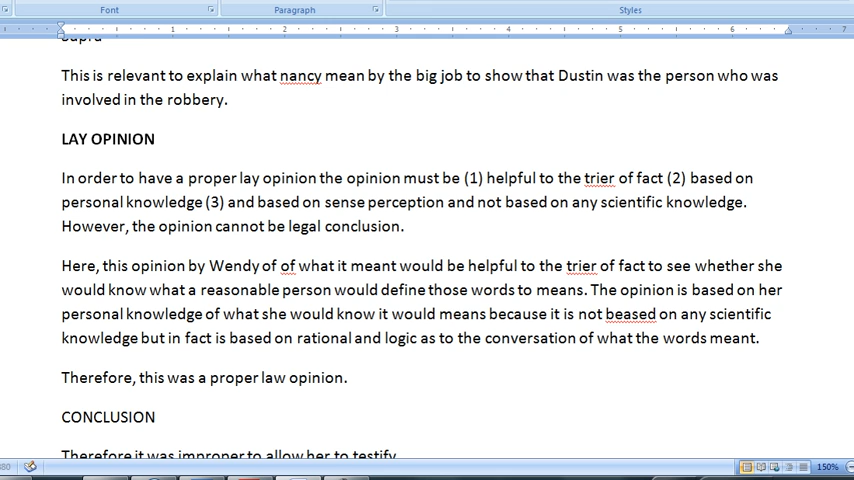 Font Paragraph Styles
1 2 3 4 5 6 7
Supra
This is relevant to explain what nancy mean by the big job to show that Dustin was the person who was
involved in the robbery.
LAY OPINION
In order to have a proper lay opinion the opinion must be (1) helpful to the trier of fact (2) based on
personal knowledge (3) and based on sense perception and not based on any scientific knowledge.
However, the opinion cannot be legal conclusion.
Here, this opinion by Wendy of of what it meant would be helpful to the trier of fact to see whether she
would know what a reasonable person would define those words to means. The opinion is based on her
personal knowledge of what she would know it would means because it is not beased on any scientific
knowledge but in fact is based on rational and logic as to the conversation of what the words meant.
Therefore, this was a proper law opinion.
CONCLUSION
Therefore it was improper to allow her to testify
150%